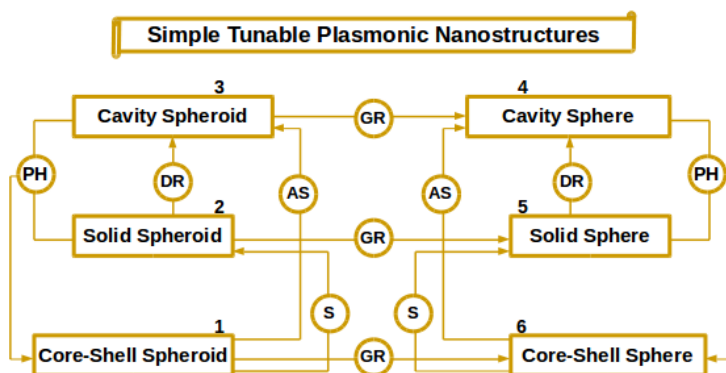 Simple Tunable Plasmonic Nanostructures
3 4
Cavity Spheroid GR Cavity Sphere
PH DR AS AS DR PH
2 5
Solid Spheroid GR Solid Sphere
S S
1 6
Core-Shell Spheroid GR Core-Shell Sphere